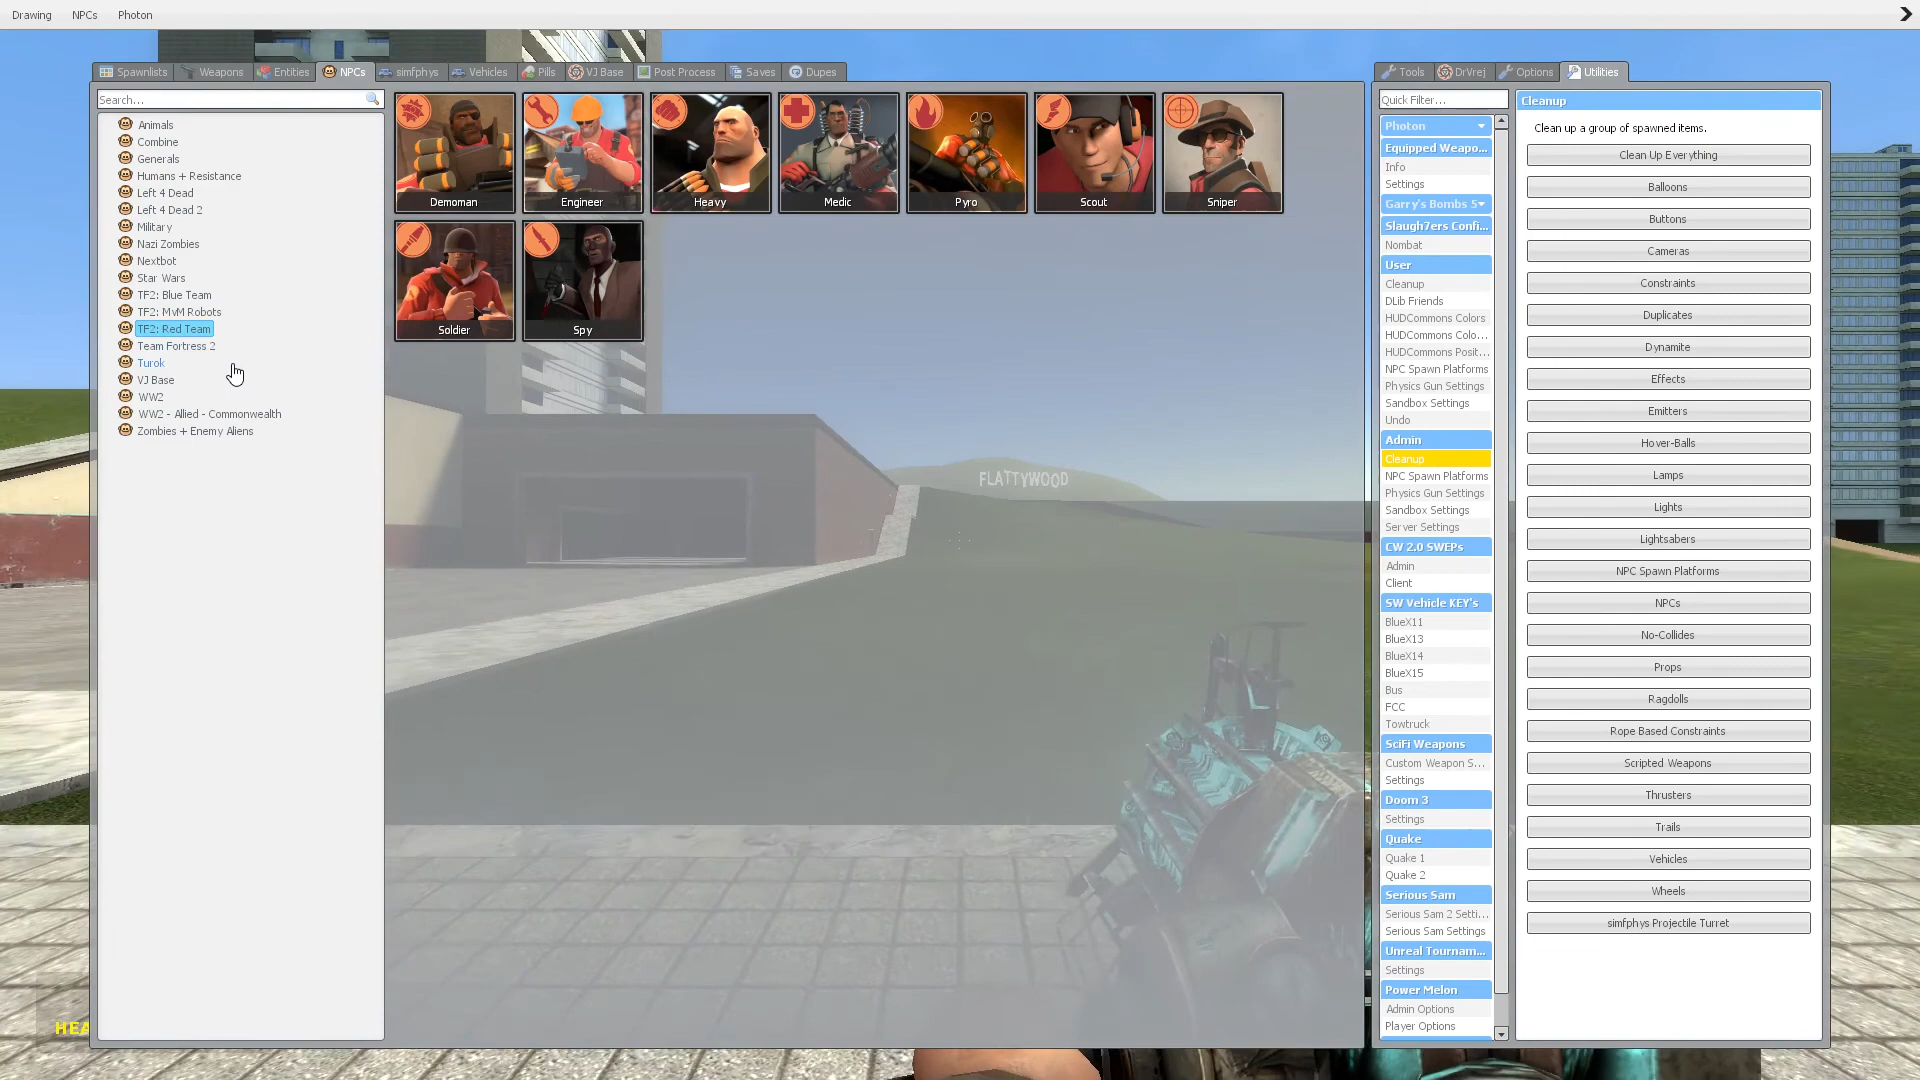 Drawing NPCs Photon
Spawnlists Weapons Entities NPCs simfphys Vehicles Pills VJ Base Post Process Saves Dupes
Search...
Animals
Combine
Generals
Humans + Resistance
Left 4 Dead
Left 4 Dead 2
Military
Nazi Zombies
Nextbot
Star Wars
TF2: Blue Team
TF2: MvM Robots
TF2: Red Team
Team Fortress 2
Turok
VJ Base
WW2
WW2 - Allied - Commonwealth
Zombies + Enemy Aliens
Demoman Engineer Heavy Medic Pyro Scout Sniper
Soldier Spy
FLATTYWOOD
HEA
Tools DrVrej Options Utilities
Quick Filter...
Photon
Equipped Weapo...
Info
Settings
Garry's Bombs 5
Slaugh7ers Confi...
Nombat
User
Cleanup
DLib Friends
HUDCommons Colors
HUDCommons Colo...
HUDCommons Posit...
NPC Spawn Platforms
Physics Gun Settings
Sandbox Settings
Undo
Admin
Cleanup
NPC Spawn Platforms
Physics Gun Settings
Sandbox Settings
Server Settings
CW 2.0 SWEPs
Admin
Client
SW Vehicle KEY's
BlueX11
BlueX13
BlueX14
BlueX15
Bus
FCC
Towtruck
SciFi Weapons
Custom Weapon S...
Settings
Doom 3
Settings
Quake
Quake 1
Quake 2
Serious Sam
Serious Sam 2 Setti...
Serious Sam Settings
Unreal Tournam...
Settings
Power Melon
Admin Options
Player Options
Cleanup
Clean up a group of spawned items.
Clean Up Everything
Balloons
Buttons
Cameras
Constraints
Duplicates
Dynamite
Effects
Emitters
Hover-Balls
Lamps
Lights
Lightsabers
NPC Spawn Platforms
NPCs
No-Collides
Props
Ragdolls
Rope Based Constraints
Scripted Weapons
Thrusters
Trails
Vehicles
Wheels
simfphys Projectile Turret